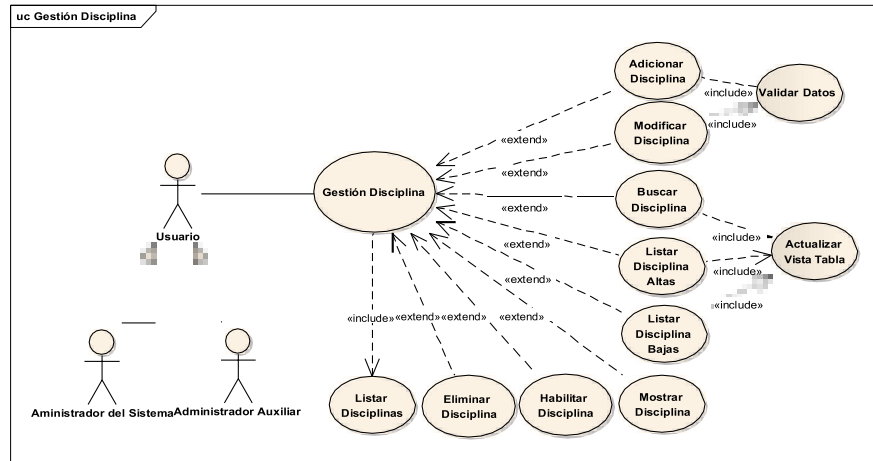 uc Gestión Disciplina
Adicionar
Disciplina
Validar Datos
«include»
«include»
Modificar
Disciplina
«extend»
«extend»
Gestión Disciplina
Buscar
Disciplina
«extend»
Usuario
«include»
Actualizar
Vista Tabla
«extend»
Listar
Disciplina
Altas
«include»
«extend»
«include»
Listar
Disciplina
Bajas
«include»
«extend»
«extend»
«extend»
Aministrador del Sistema
Administrador Auxiliar
Listar
Disciplinas
Eliminar
Disciplina
Habilitar
Disciplina
Mostrar
Disciplina